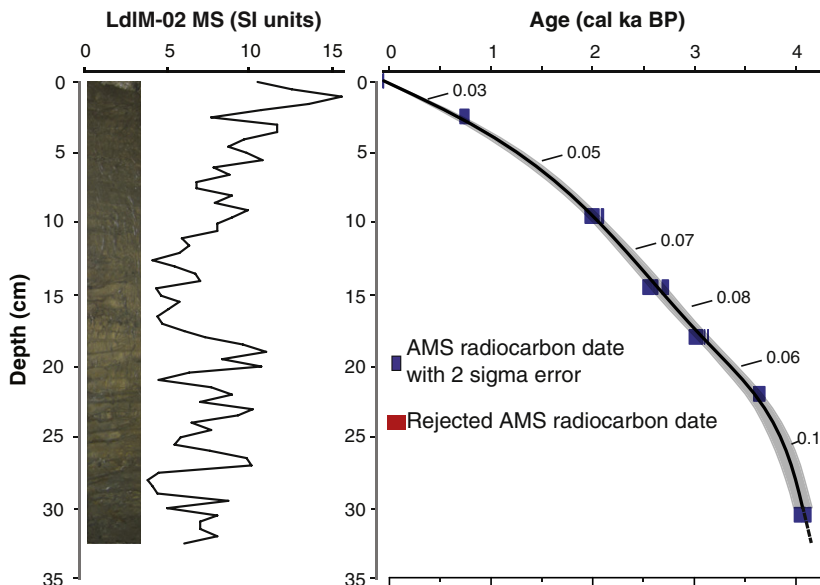 LdlM-02 MS (SI units)
0 5 10 15
Age (cal ka BP)
0 1 2 3 4
Depth (cm)
0
5
10
15
20
25
30
35
0
5
10
15
20
25
30
35
0.03
0.05
0.07
0.08
0.06
0.1
AMS radiocarbon date
with 2 sigma error
Rejected AMS radiocarbon date